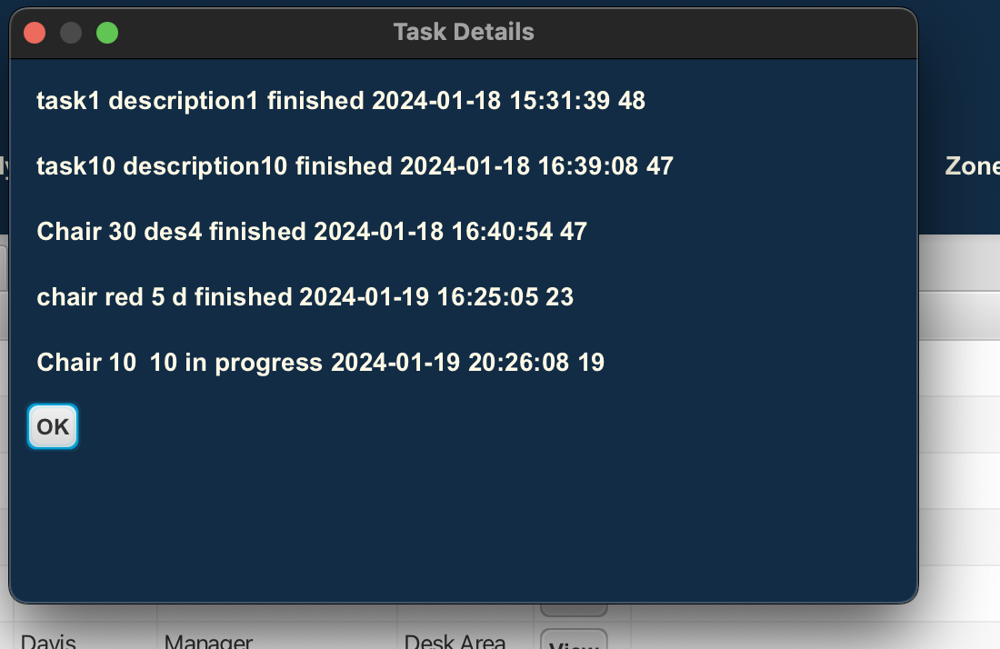 Task Details
task1 description1 finished 2024-01-18 15:31:39 48
task10 description10 finished 2024-01-18 16:39:08 47
Zone
Chair 30 des4 finished 2024-01-18 16:40:54 47
chair red 5 d finished 2024-01-19 16:25:05 23
Chair 10  10 in progress 2024-01-19 20:26:08 19
OK
Davis Manager Desk Area View